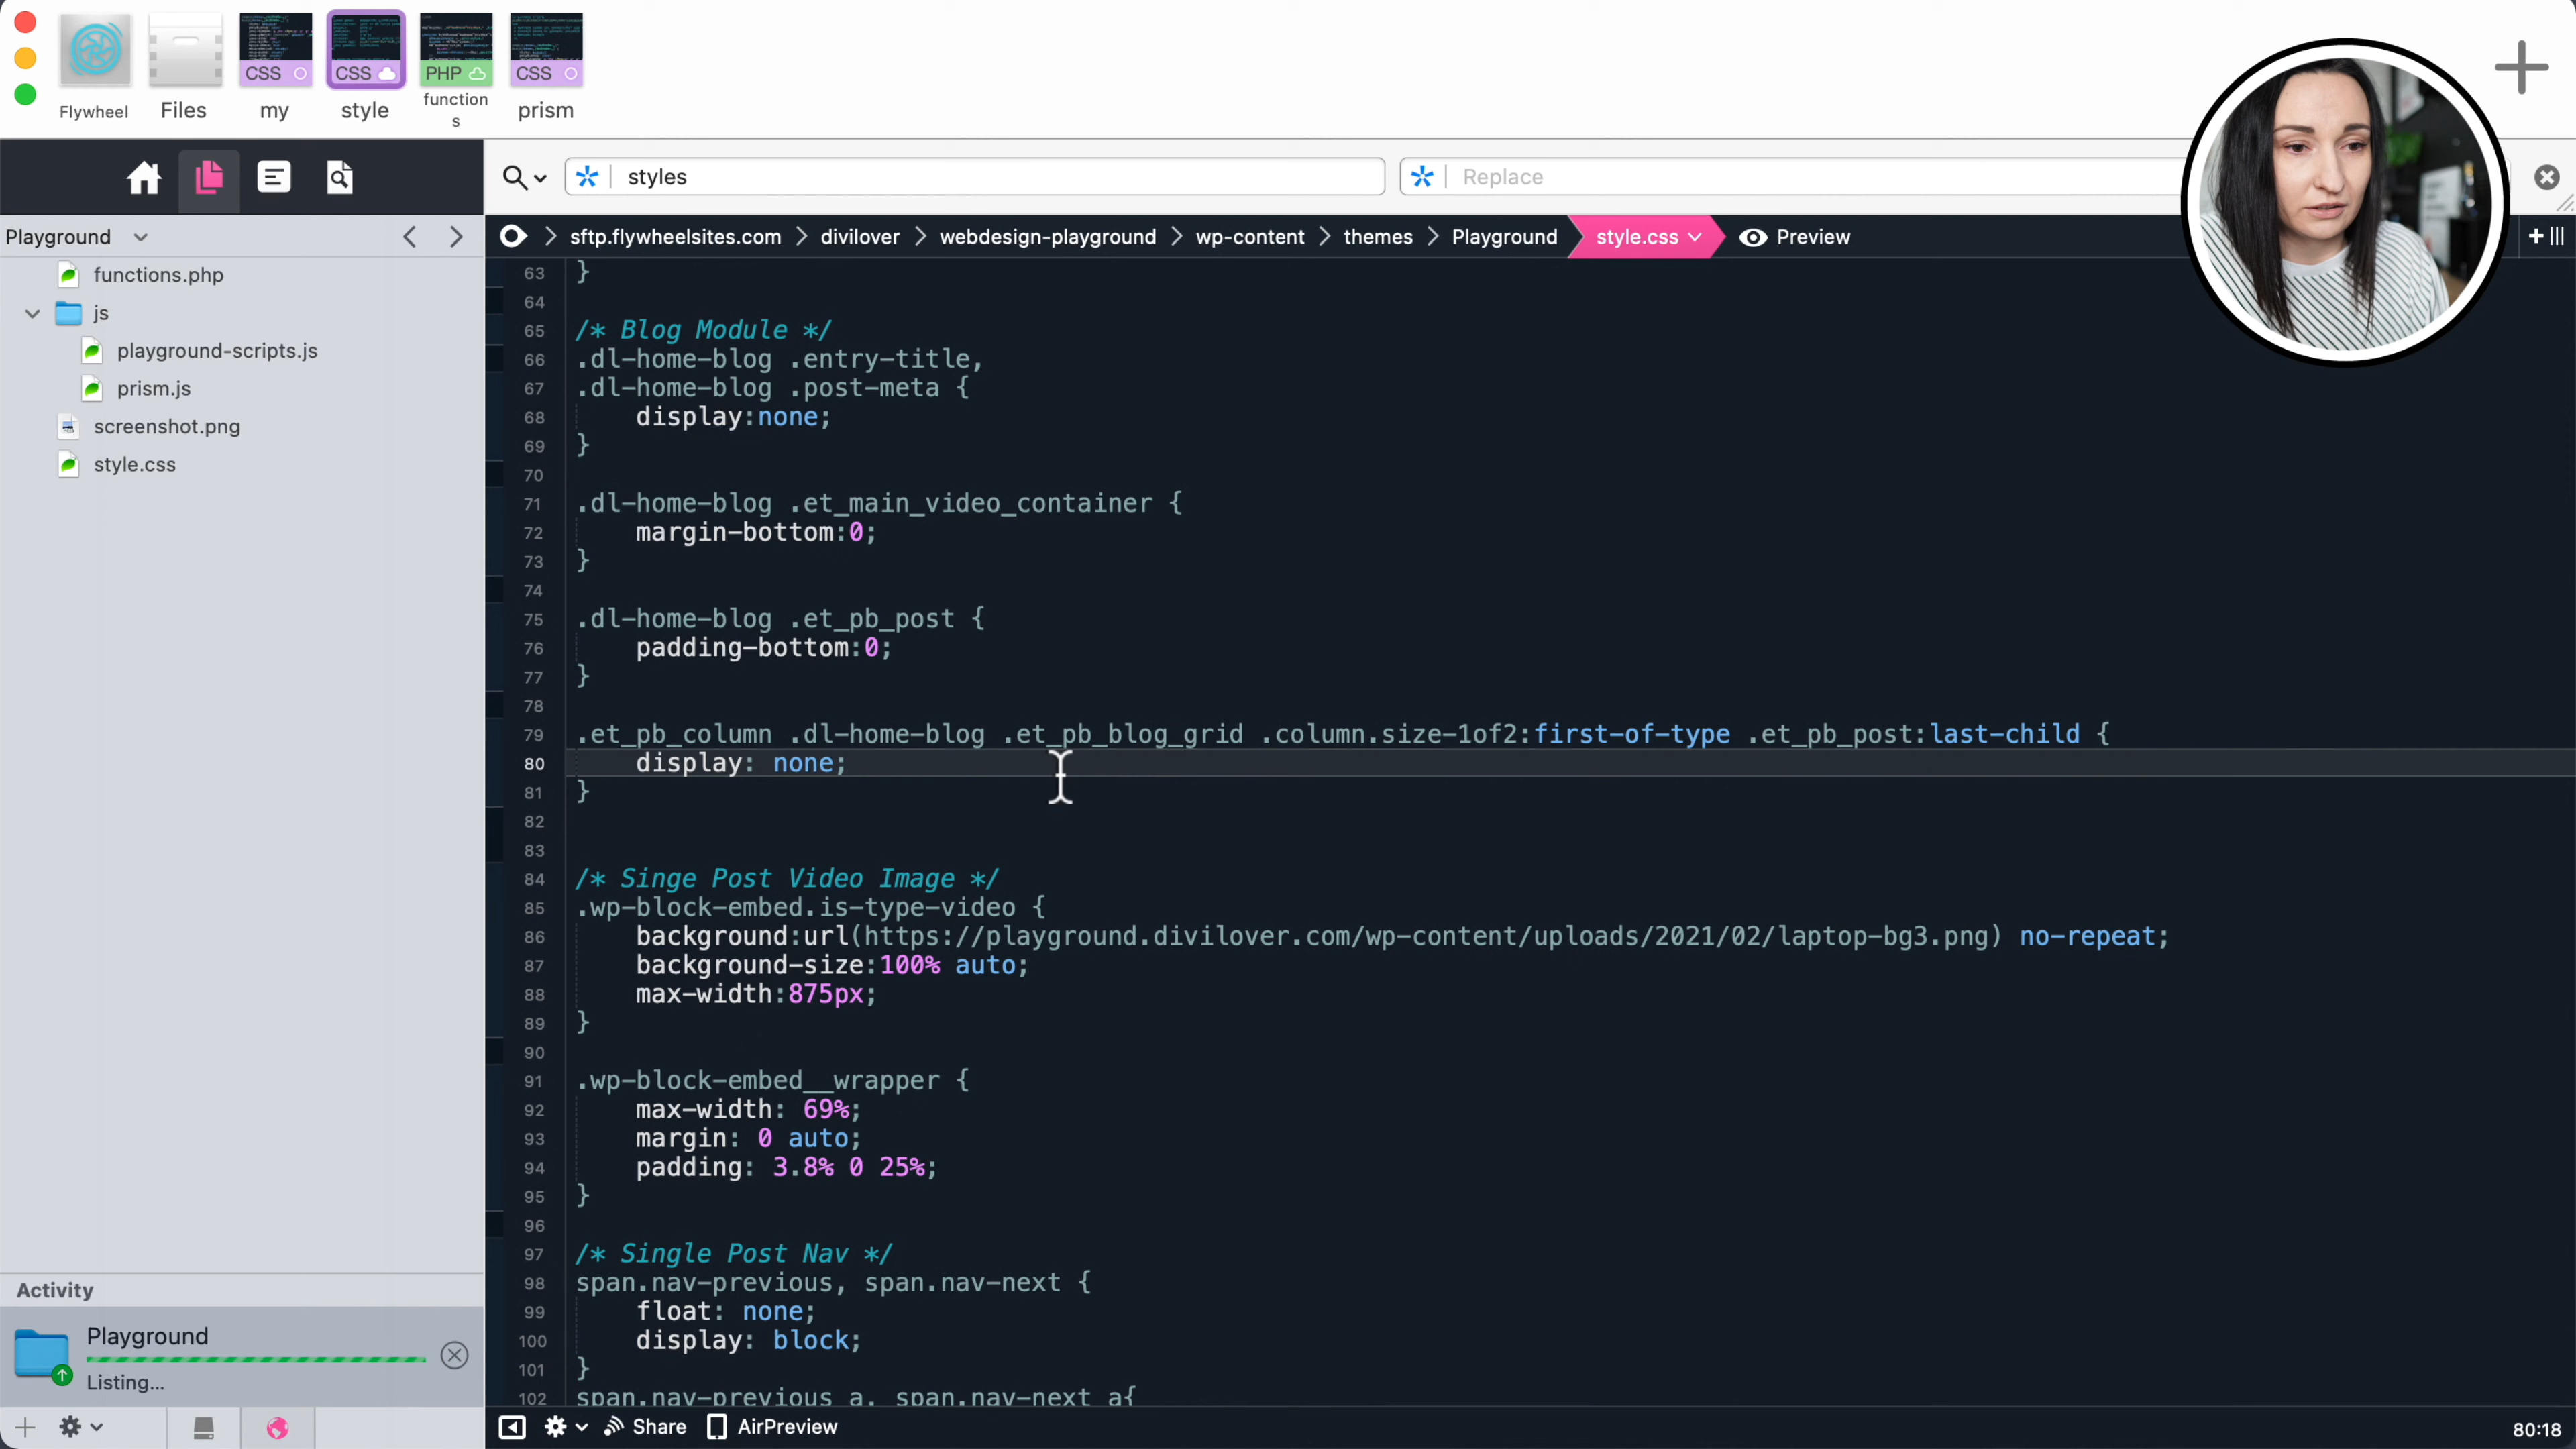 Flywheel
Files
CSS
my
CSS
style
PHP
function
s
CSS
prism
styles
Replace
Playground
sftp.flywheelsites.com
divilover
webdesign-playground
wp-content
themes
Playground
style.css
Preview
functions.php
js
playground-scripts.js
prism.js
screenshot.png
style.css
63 }
64
65 /* Blog Module */
66 .dl-home-blog .entry-title,
67 .dl-home-blog .post-meta {
68 display:none;
69 }
70
71 .dl-home-blog .et_main_video_container {
72 margin-bottom:0;
73 }
74
75 .dl-home-blog .et_pb_post {
76 padding-bottom:0;
77 }
78
79 .et_pb_column .dl-home-blog .et_pb_blog_grid .column.size-1of2:first-of-type .et_pb_post:last-child {
80 display: none;
81 }
82
83
84 /* Singe Post Video Image */
85 .wp-block-embed.is-type-video {
86 background:url(https://playground.divilover.com/wp-content/uploads/2021/02/laptop-bg3.png) no-repeat;
87 background-size:100% auto;
88 max-width:875px;
89 }
90
91 .wp-block-embed__wrapper {
92 max-width: 69%;
93 margin: 0 auto;
94 padding: 3.8% 0 25%;
95 }
96
97 /* Single Post Nav */
98 span.nav-previous, span.nav-next {
99 float: none;
100 display: block;
101 }
102 span.nav-previous a, span.nav-next a{
Activity
Playground
Listing...
Share
AirPreview
80:18